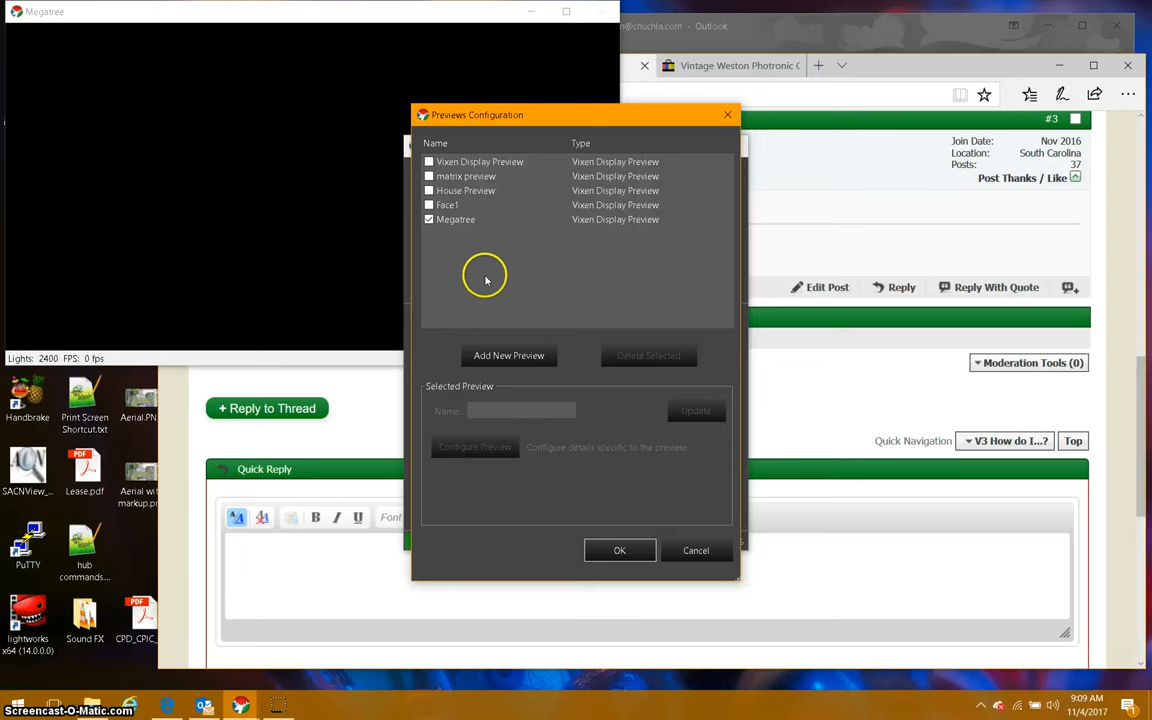 Megatree
@chuchla.com - Outlook
Vintage Weston Photronic C
Previews Configuration
#3
Name Type
Join Date: Nov 2016
Location: South Carolina
Posts: 37
Post Thanks / Like
Vixen Display Preview Vixen Display Preview
matrix preview Vixen Display Preview
House Preview Vixen Display Preview
Face1 Vixen Display Preview
Megatree Vixen Display Preview
Edit Post Reply Reply With Quote
Lights: 2400 FPS: 0 fps
Add New Preview Delete Selected
Moderation Tools (0)
Selected Preview
Name: Update
Configure Preview Configure details specific to the preview.
+ Reply to Thread
Quick Navigation V3 How do I...? Top
Quick Reply
B I U Font
OK Cancel
Handbrake
Print Screen
Shortcut.txt
Aerial.PN
SACNView_...
Lease.pdf
Aerial wit
markup.pn
PuTTY
hub
commands...
lightworks
x64 (14.0.0.0)
Sound FX
CPD_CPIC_
9:09 AM
11/4/2017
Screencast-O-Matic.com